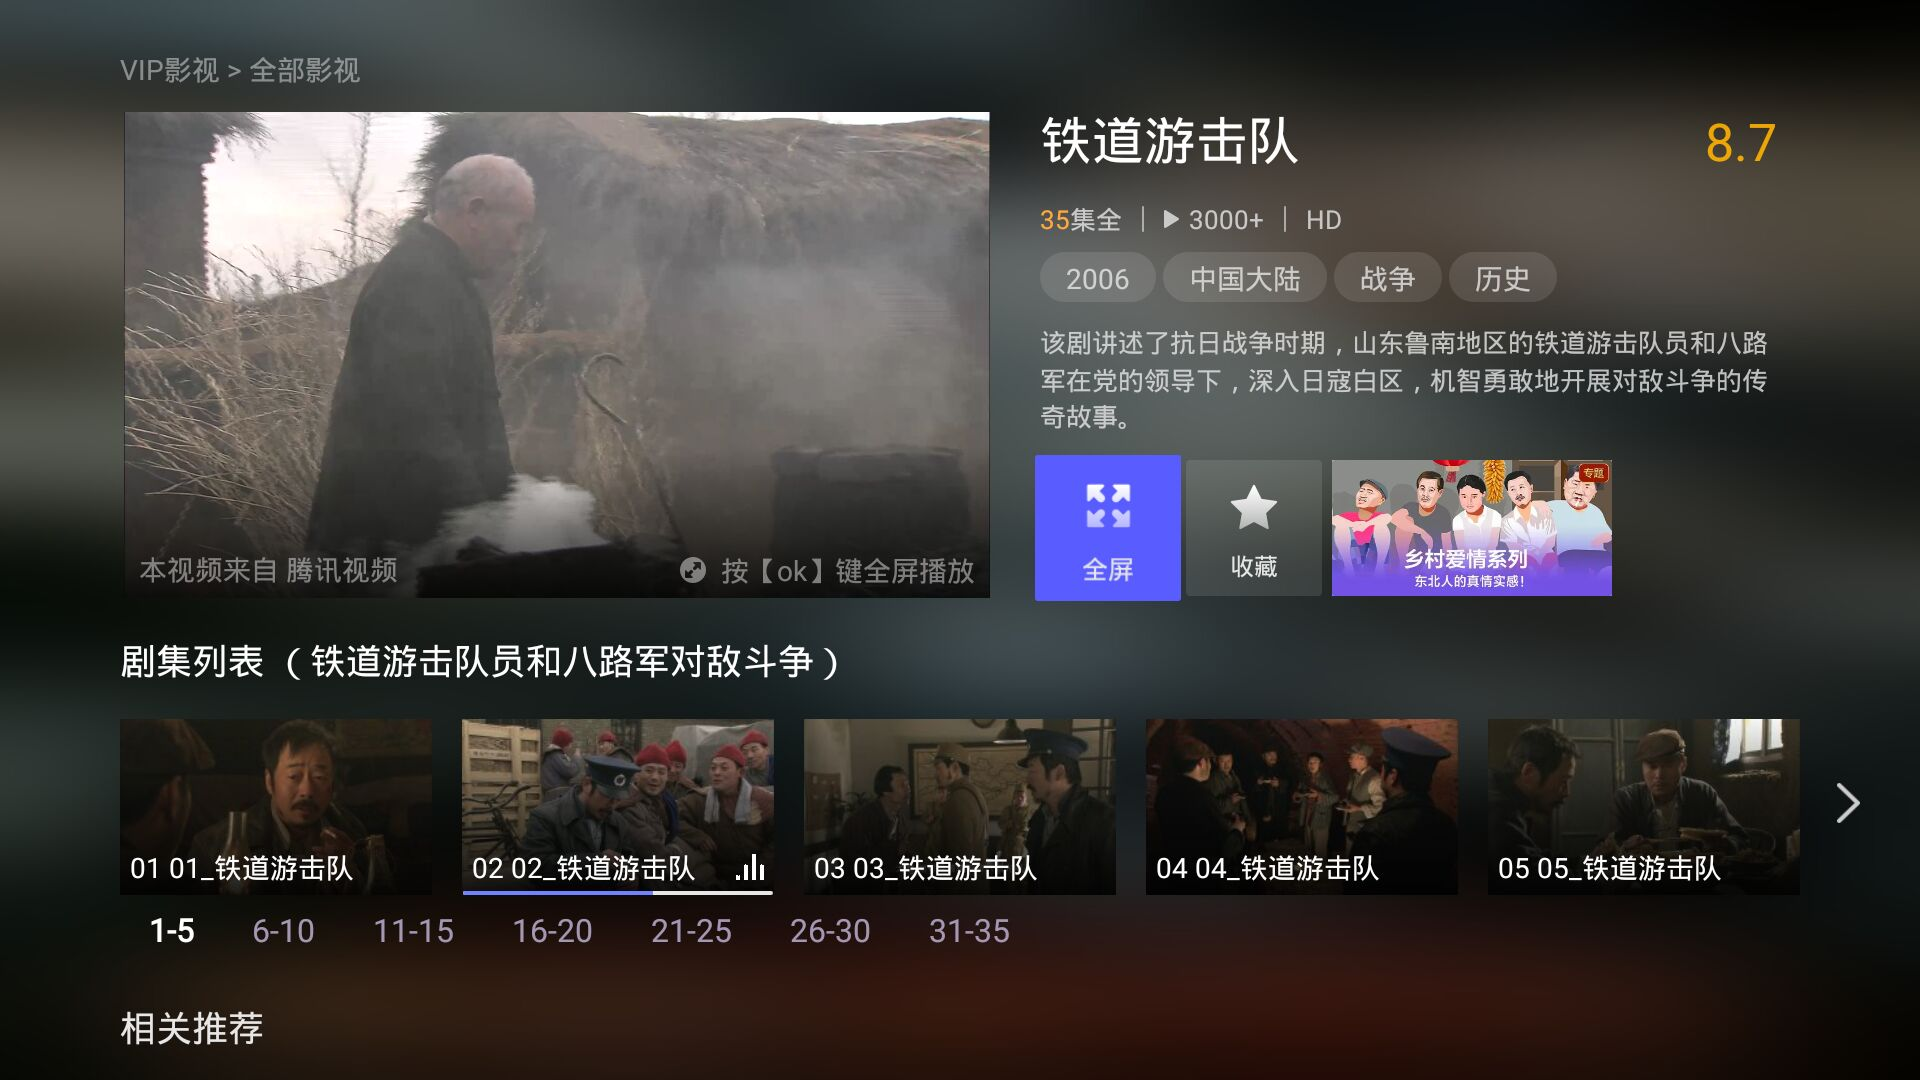 VIP影视 > 全部影视
铁道游击队
8.7
35集全 | ▶ 3000+ | HD
2006 中国大陆 战争 历史
该剧讲述了抗日战争时期，山东鲁南地区的铁道游击队员和八路
军在党的领导下，深入日寇白区，机智勇敢地开展对敌斗争的传
奇故事。
本视频来自 腾讯视频
按【ok】键全屏播放
全屏
收藏
专题
乡村爱情系列
东北人的真情实感!
剧集列表 （铁道游击队员和八路军对敌斗争）
01 01_铁道游击队
02 02_铁道游击队
03 03_铁道游击队
04 04_铁道游击队
05 05_铁道游击队
1-5 6-10 11-15 16-20 21-25 26-30 31-35
相关推荐